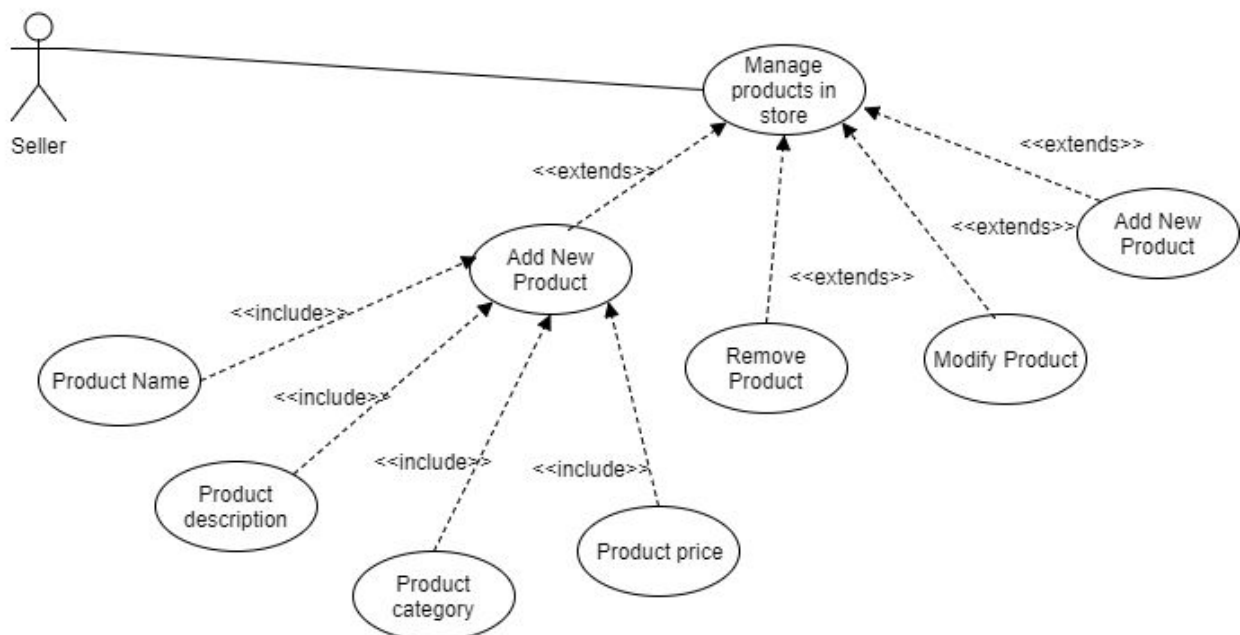 Manage
products in
store
Seller
<<extends>>
<<extends>>
Add New
Product
<<extends>>
Add New
Product
<<extends>>
<<include>>
Remove
Product
Modify Product
Product Name
<<include>>
<<include>>
<<include>>
Product
description
Product price
Product
category